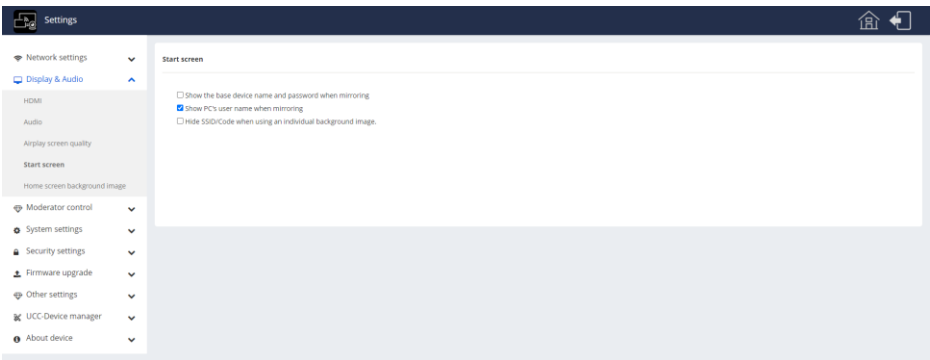 Settings
Network settings
Display & Audio
HDMI
Audio
Airplay screen quality
Start screen
Home screen background image
Moderator control
System settings
Security settings
Firmware upgrade
Other settings
UCC-Device manager
About device
Start screen
Show the base device name and password when mirroring
Show PC's user name when mirroring
Hide SSID/Code when using an individual background image.